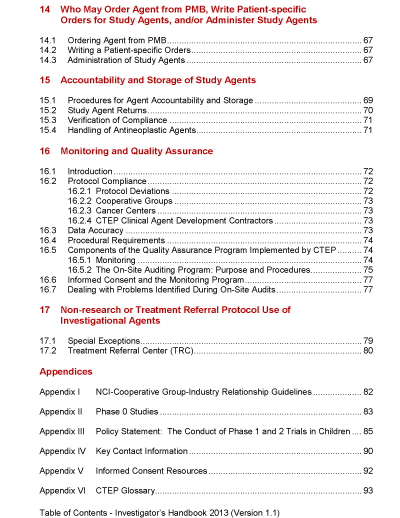 14 Who May Order Agent from PMB, Write Patient-specific
Orders for Study Agents, and/or Administer Study Agents
14.1 Ordering Agent from PMB 67
14.2 Writing a Patient-specific Orders 67
14.3 Administration of Study Agents 67
15 Accountability and Storage of Study Agents
15.1 Procedures for Agent Accountability and Storage 69
15.2 Study Agent Returns 70
15.3 Verification of Compliance 71
15.4 Handling of Antineoplastic Agents 71
16 Monitoring and Quality Assurance
16.1 Introduction 72
16.2 Protocol Compliance 72
16.2.1 Protocol Deviations 72
16.2.2 Cooperative Groups 73
16.2.3 Cancer Centers 73
16.2.4 CTEP Clinical Agent Development Contractors 73
16.3 Data Accuracy 73
16.4 Procedural Requirements 74
16.5 Components of the Quality Assurance Program Implemented by CTEP 74
16.5.1 Monitoring 74
16.5.2 The On-Site Auditing Program: Purpose and Procedures 75
16.6 Informed Consent and the Monitoring Program 77
16.7 Dealing with Problems Identified During On-Site Audits 77
17 Non-research or Treatment Referral Protocol Use of
Investigational Agents
17.1 Special Exceptions 79
17.2 Treatment Referral Center (TRC) 80
Appendices
Appendix I NCI-Cooperative Group-Industry Relationship Guidelines 82
Appendix II Phase 0 Studies 83
Appendix III Policy Statement: The Conduct of Phase 1 and 2 Trials in Children 85
Appendix IV Key Contact Information 90
Appendix V Informed Consent Resources 92
Appendix VI CTEP Glossary 93
Table of Contents - Investigator's Handbook 2013 (Version 1.1)